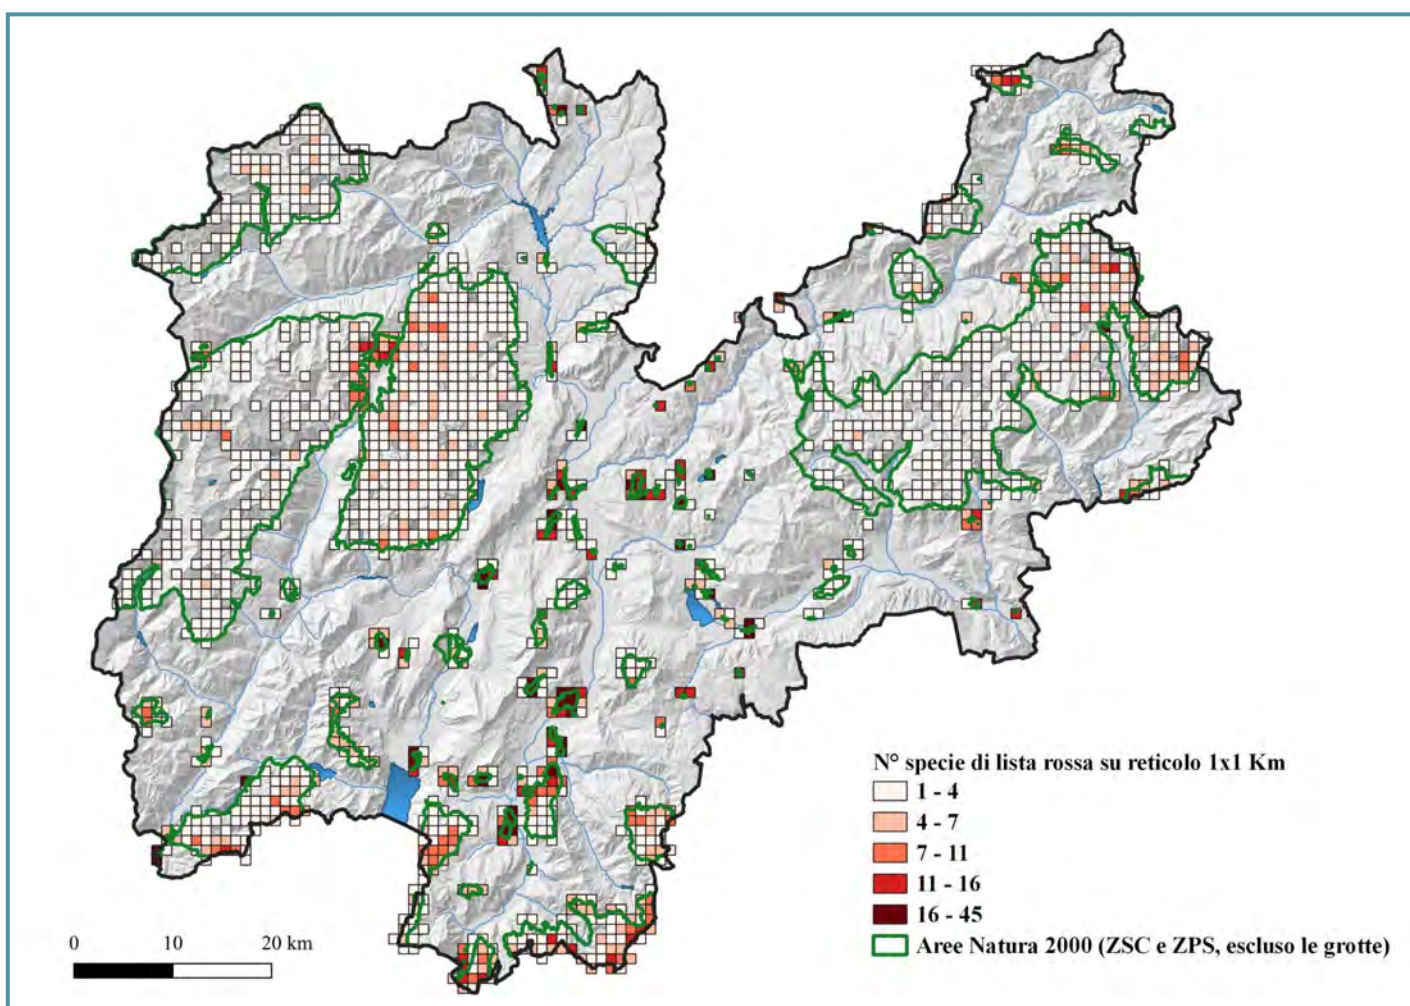 N° specie di lista rossa su reticolo 1x1 Km
1 - 4
4 - 7
7 - 11
11 - 16
16 - 45
Aree Natura 2000 (ZSC e ZPS, escluso le grotte)
0 10 20 km